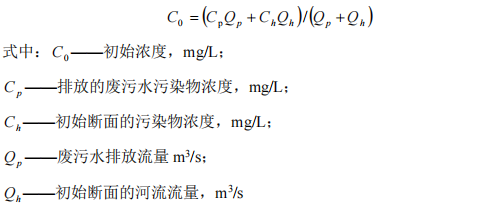 C₀ = (CₚQₚ + CₕQₕ)/(Qₚ + Qₕ)
式中：C₀——初始浓度，mg/L；
Cₚ——排放的废污水污染物浓度，mg/L；
Cₕ——初始断面的污染物浓度，mg/L；
Qₚ——废污水排放流量 m³/s；
Qₕ——初始断面的河流流量，m³/s